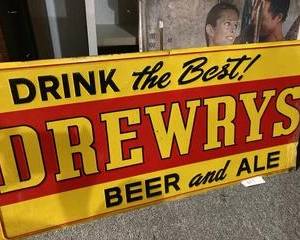 DRINK the Best!
DREWRYS
BEER and ALE